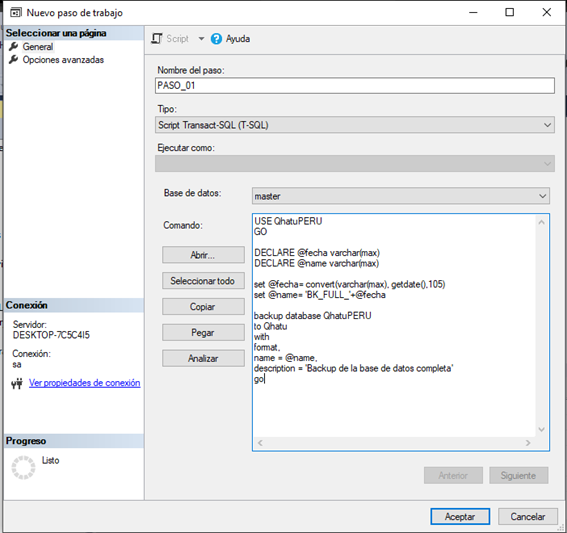 Nuevo paso de trabajo
Seleccionar una página
General
Opciones avanzadas
Script
Ayuda
Nombre del paso:
PASO_01
Tipo:
Script Transact-SQL (T-SQL)
Ejecutar como:
Base de datos:
master
Comando:
Abrir...
Seleccionar todo
Copiar
Pegar
Analizar
USE QhatuPERU
GO
DECLARE @fecha varchar(max)
DECLARE @name varchar(max)
set @fecha= convert(varchar(max), getdate(),105)
set @name= 'BK_FULL_'+@fecha
backup database QhatuPERU
to Qhatu
with
format,
name = @name,
description = 'Backup de la base de datos completa'
go
Conexión
Servidor:
DESKTOP-7C5C4I5
Conexión:
sa
Ver propiedades de conexión
Progreso
Listo
Anterior
Siguiente
Aceptar
Cancelar